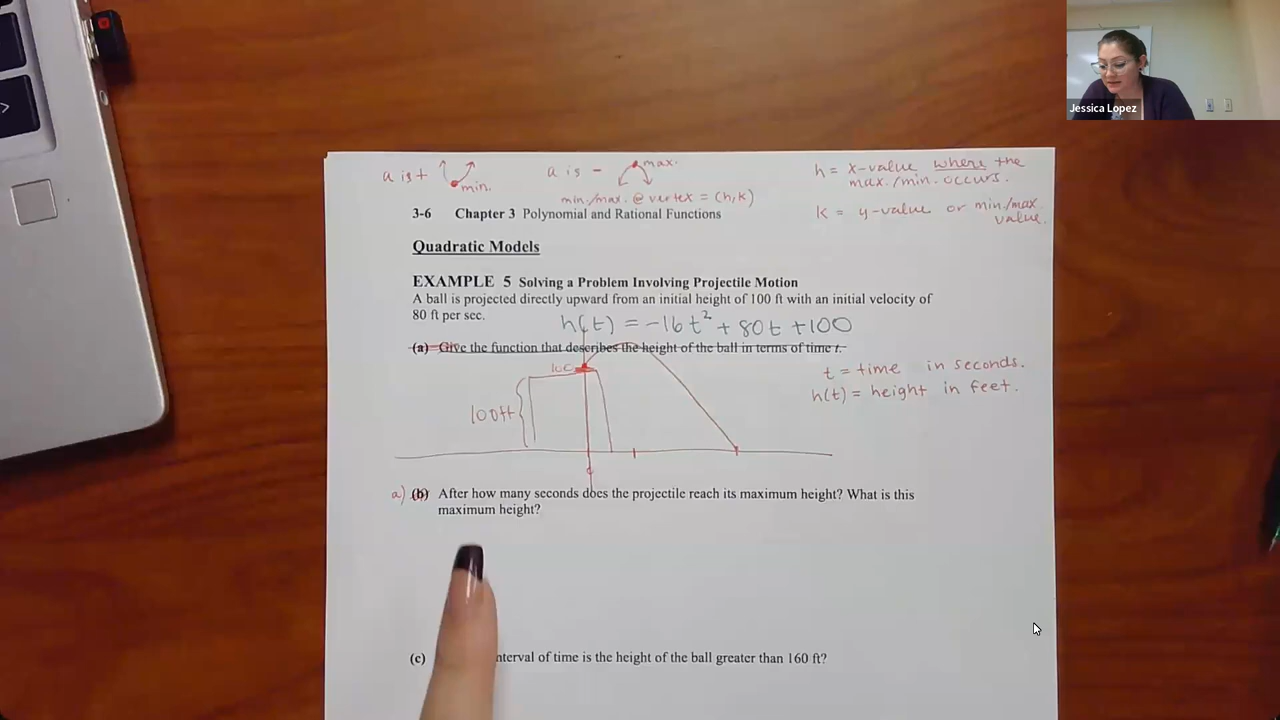 Jessica Lopez
a is + min.
a is - max.
min./max. @ vertex = (h,k)
h = x-value where the
max./min. occurs.
k = y-value or min./max
value.
3-6 Chapter 3 Polynomial and Rational Functions
Quadratic Models
EXAMPLE 5 Solving a Problem Involving Projectile Motion
A ball is projected directly upward from an initial height of 100 ft with an initial velocity of
80 ft per sec.
h(t) = -16t² + 80t + 100
(a) Give the function that describes the height of the ball in terms of time t.
t = time in seconds.
h(t) = height in feet.
100ft
a) (b) After how many seconds does the projectile reach its maximum height? What is this
maximum height?
(c) interval of time is the height of the ball greater than 160 ft?